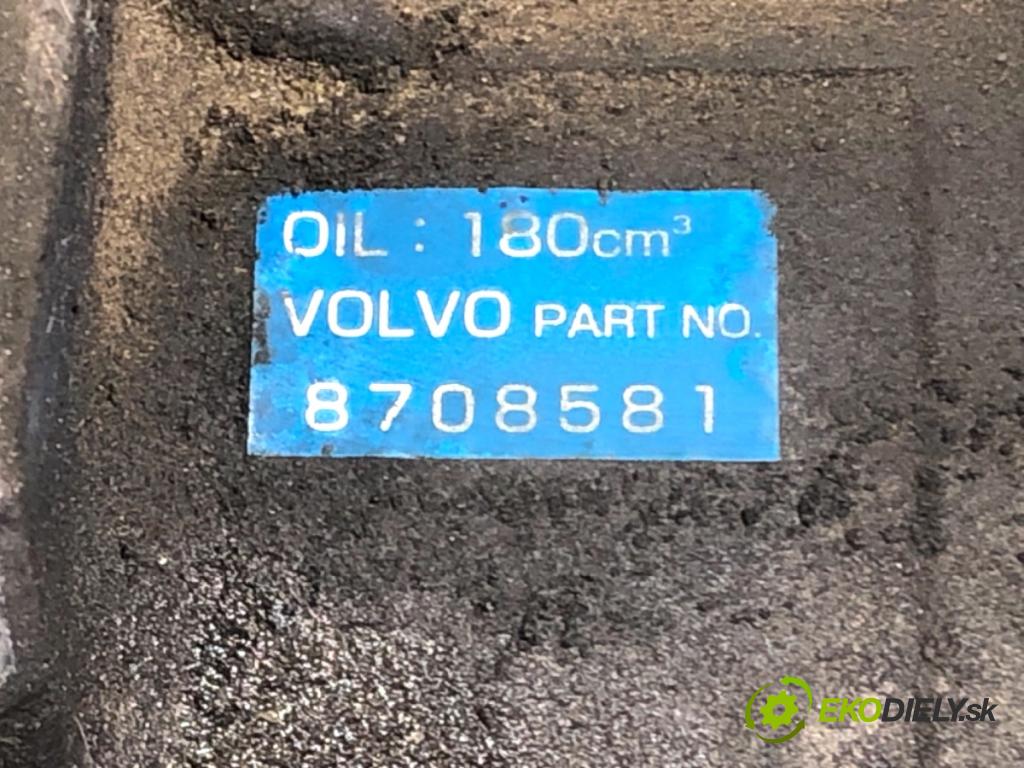 OIL : 180cm³
VOLVO PART NO.
8708581
EKODIELY.sk